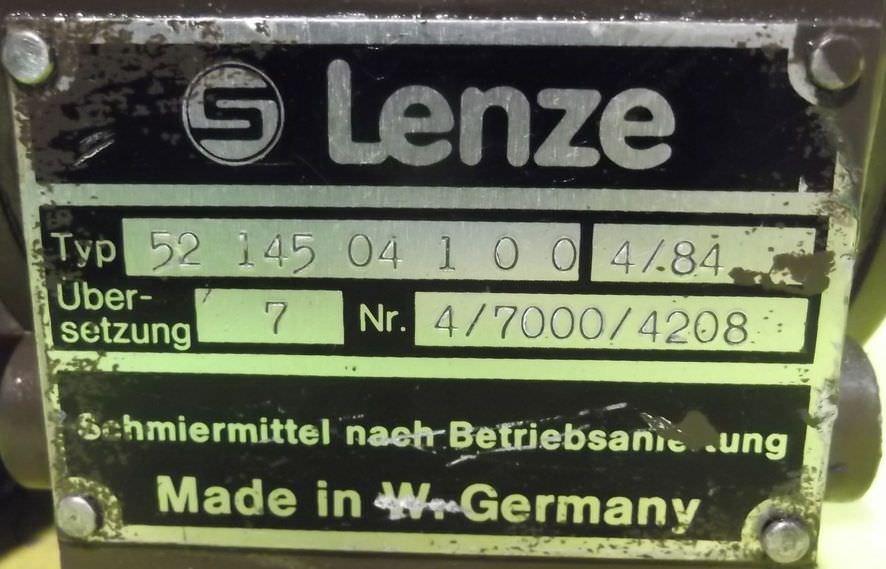 Lenze
Typ 52 145 04 1 0 0 4/84
Über-
setzung 7 Nr. 4/7000/4208
Schmiermittel nach Betriebsanleitung
Made in W. Germany